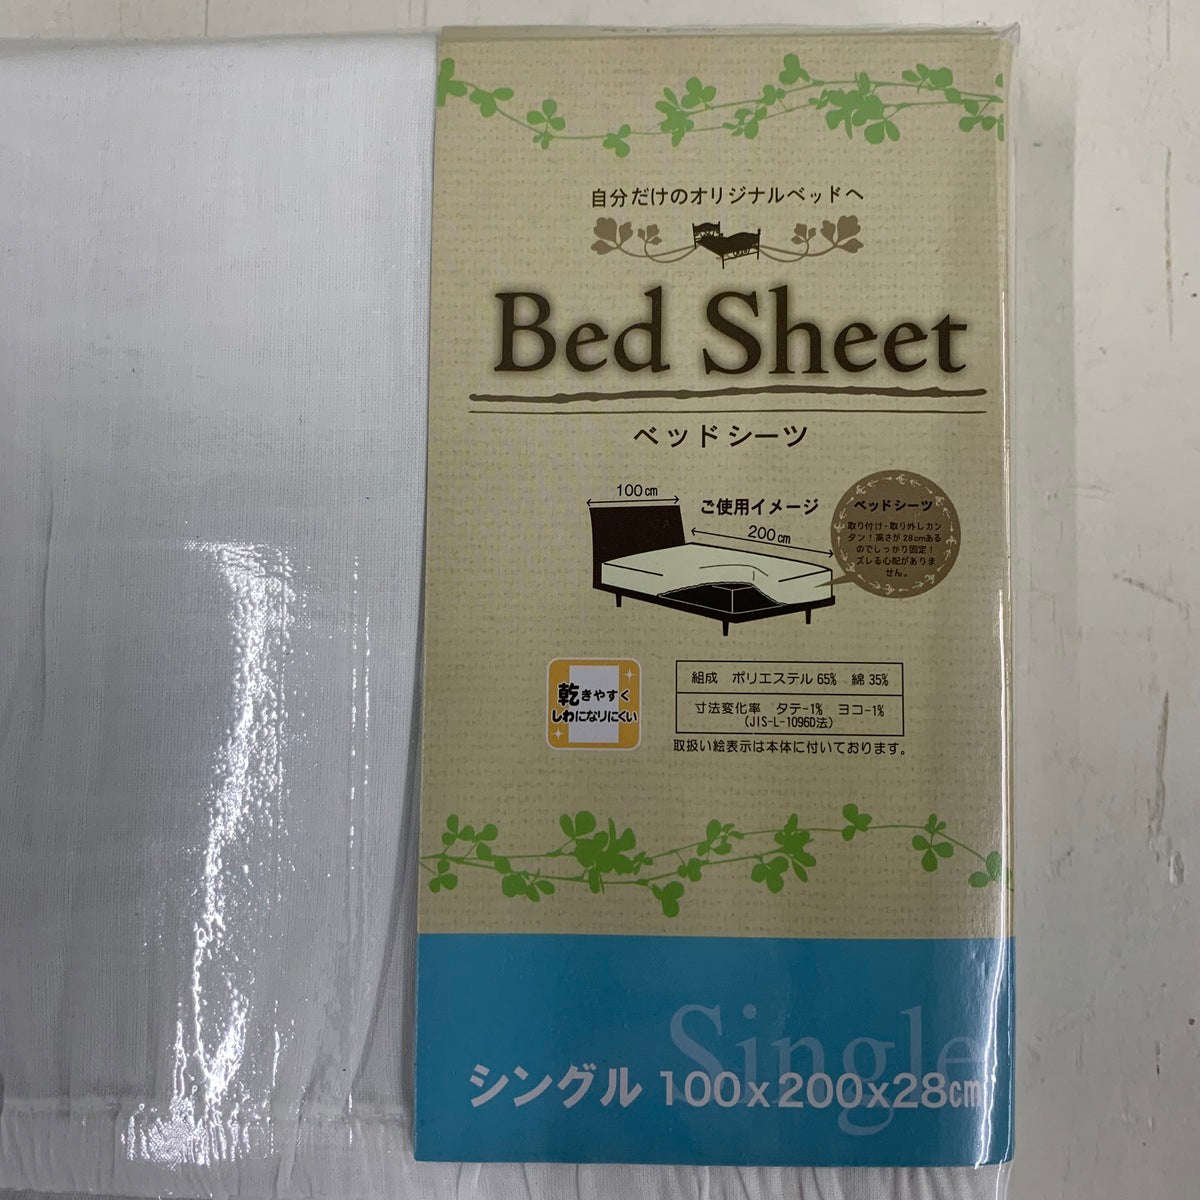 自分だけのオリジナルベッドへ
Bed Sheet
ベッドシーツ
100㎝
ご使用イメージ
200㎝
ベッドシーツ
取り付け・取り外しカン
タン！高さが28cmある
のでしっかり固定！
ズレる心配がありま
せん。
乾きやすく
しわになりにくい
組成 ポリエステル65% 綿35%
寸法変化率 タテ-1% ヨコ-1%
(JIS-L-1096D法)
取扱い絵表示は本体に付いております。
Single
シングル 100x200x28cm